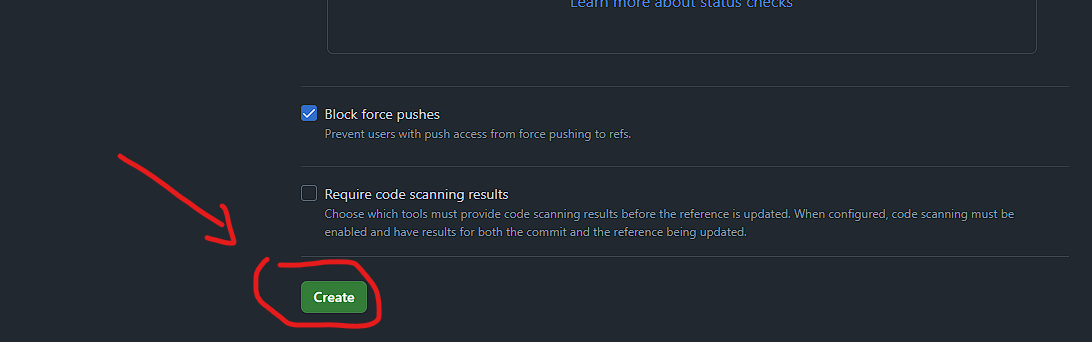 Learn more about status checks
Block force pushes
Prevent users with push access from force pushing to refs.
Require code scanning results
Choose which tools must provide code scanning results before the reference is updated. When configured, code scanning must be
enabled and have results for both the commit and the reference being updated.
Create